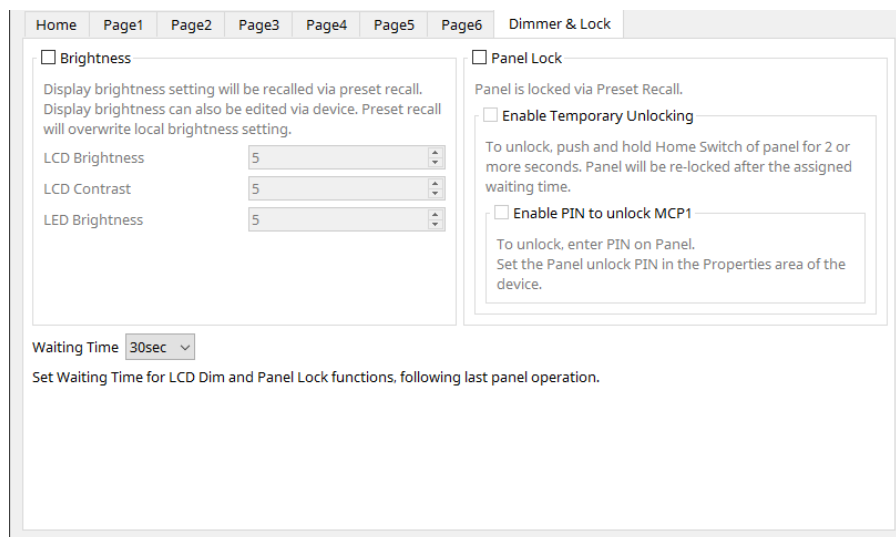 Home Page1 Page2 Page3 Page4 Page5 Page6 Dimmer & Lock
Brightness
Display brightness setting will be recalled via preset recall.
Display brightness can also be edited via device. Preset recall
will overwrite local brightness setting.
LCD Brightness 5
LCD Contrast 5
LED Brightness 5
Panel Lock
Panel is locked via Preset Recall.
Enable Temporary Unlocking
To unlock, push and hold Home Switch of panel for 2 or
more seconds. Panel will be re-locked after the assigned
waiting time.
Enable PIN to unlock MCP1
To unlock, enter PIN on Panel.
Set the Panel unlock PIN in the Properties area of the
device.
Waiting Time 30sec
Set Waiting Time for LCD Dim and Panel Lock functions, following last panel operation.